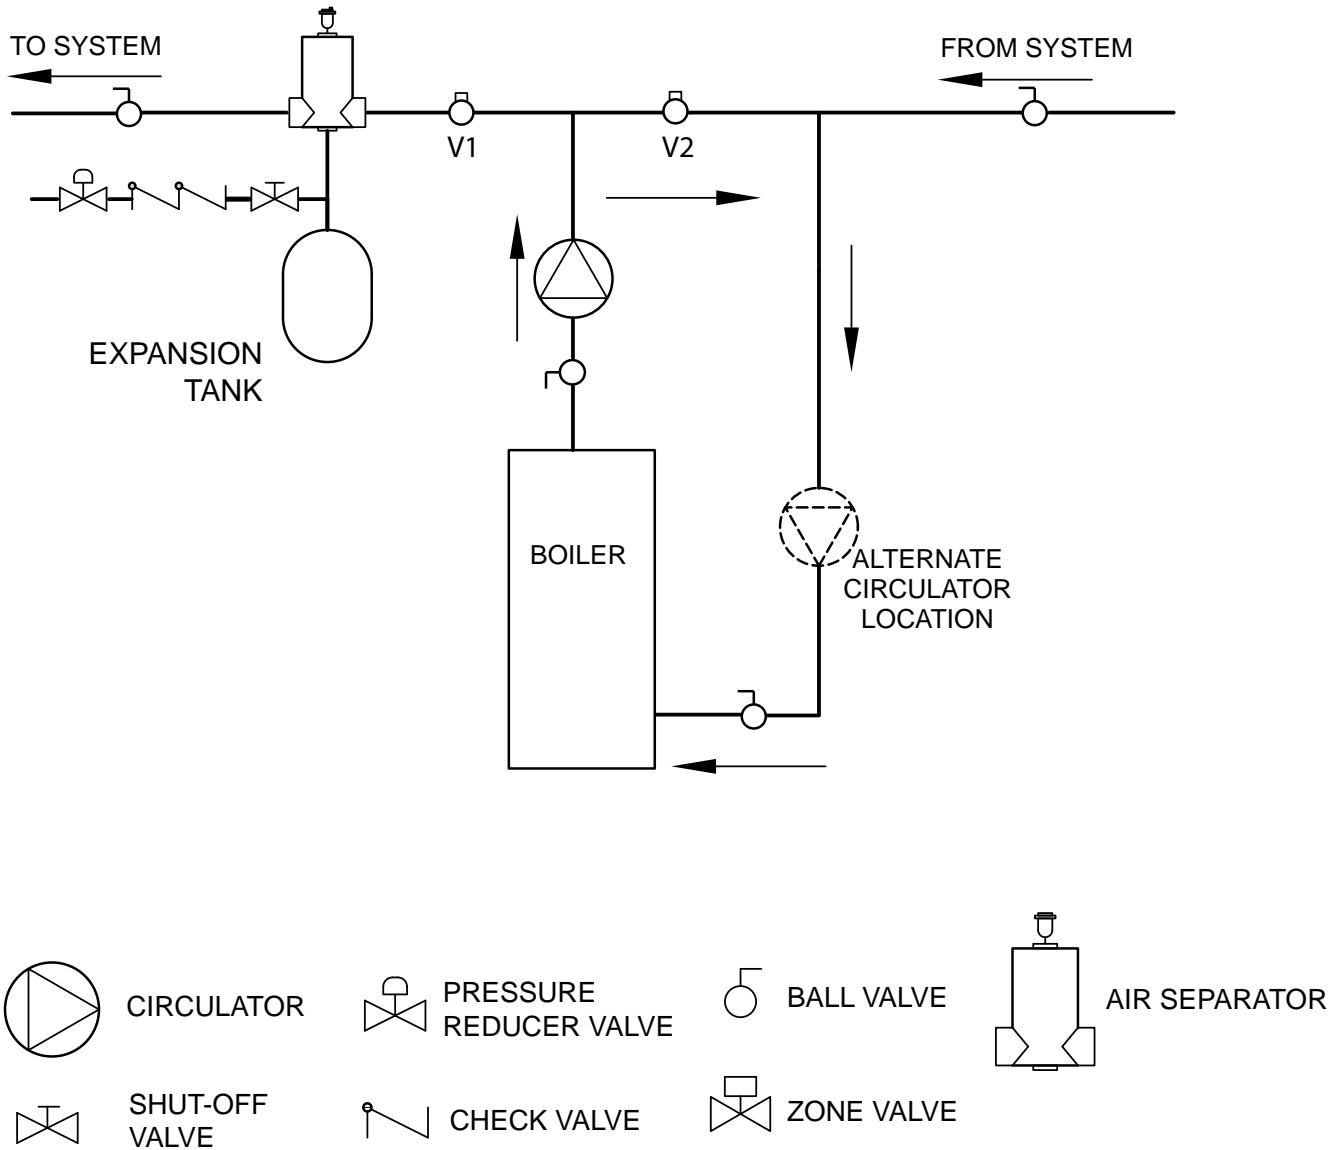 TO SYSTEM
FROM SYSTEM
V1
V2
EXPANSION
TANK
BOILER
ALTERNATE
CIRCULATOR
LOCATION
CIRCULATOR
PRESSURE
REDUCER VALVE
BALL VALVE
AIR SEPARATOR
SHUT-OFF
VALVE
CHECK VALVE
ZONE VALVE